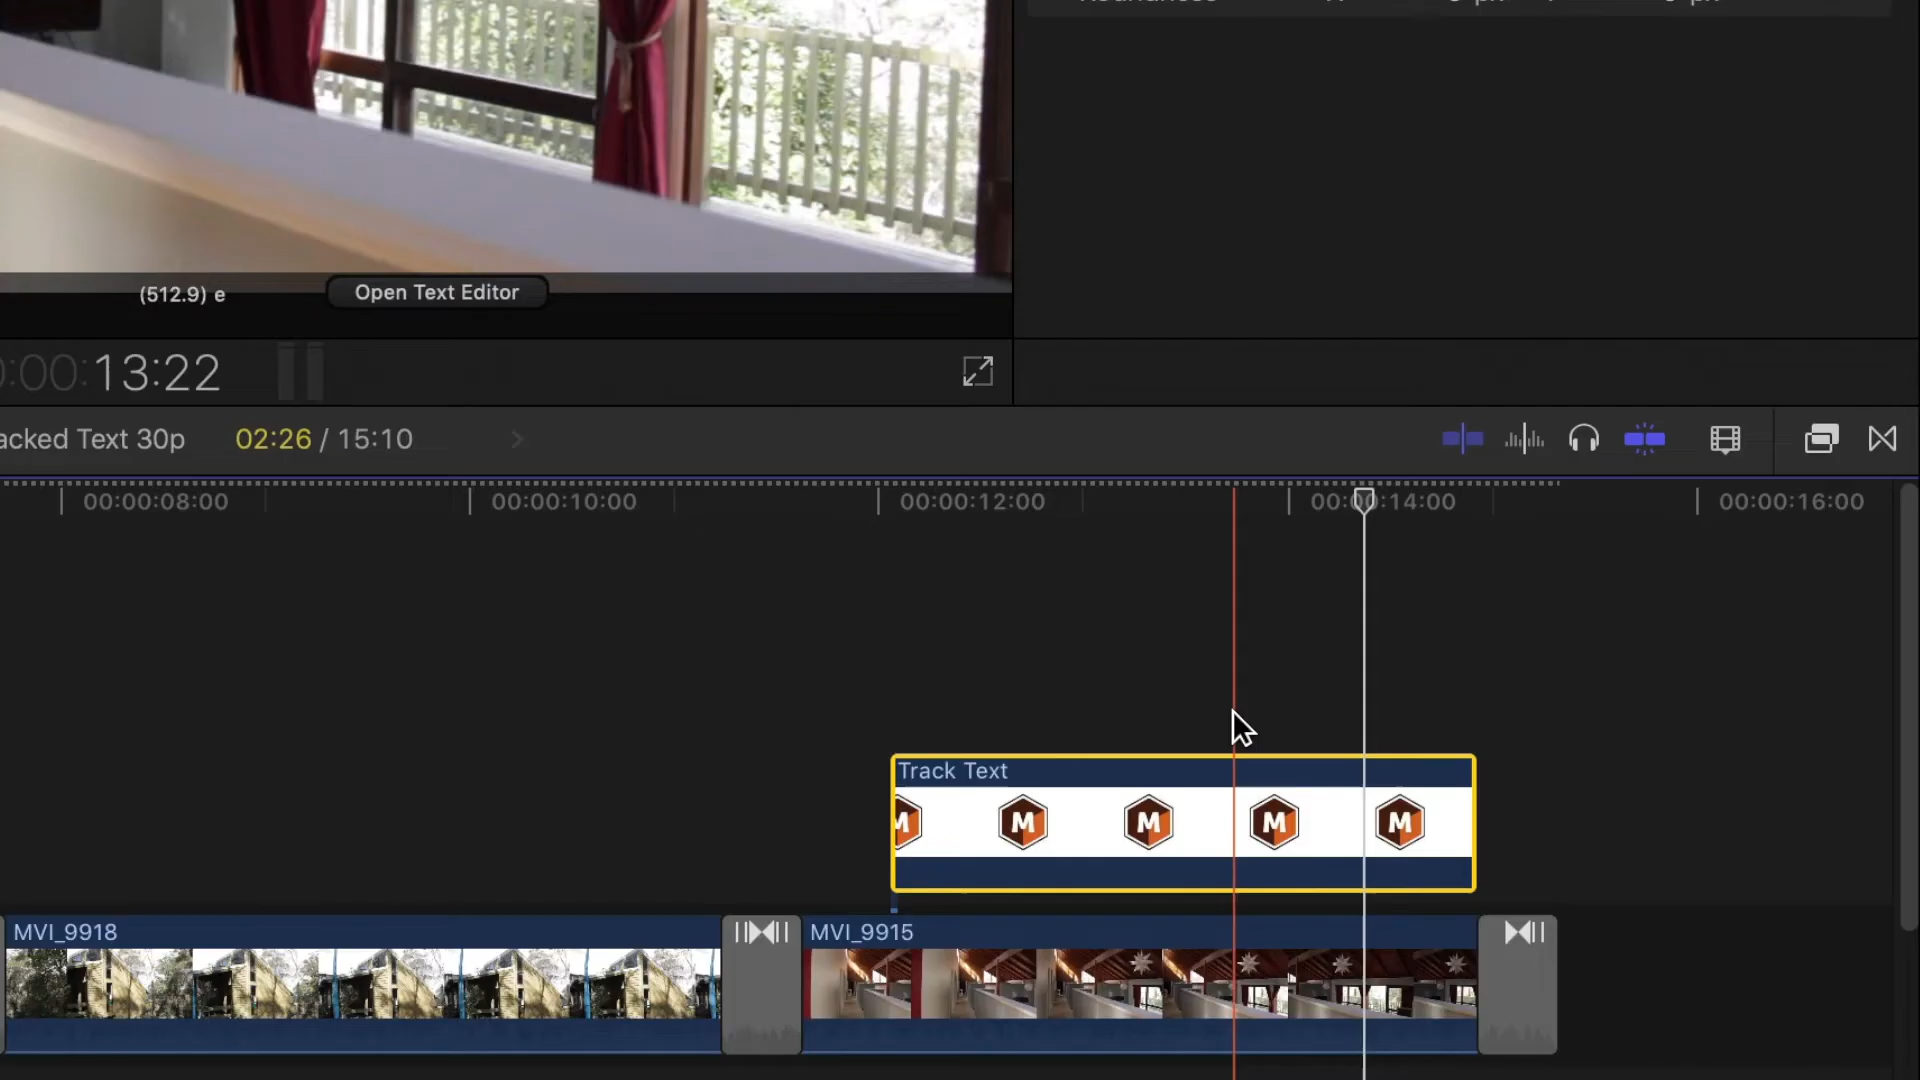 (512.9) e
Open Text Editor
:00:13:22
acked Text 30p
02:26 / 15:10
00:00:08:00
00:00:10:00
00:00:12:00
00:00:14:00
00:00:16:00
Track Text
M M M M M
MVI_9918
MVI_9915